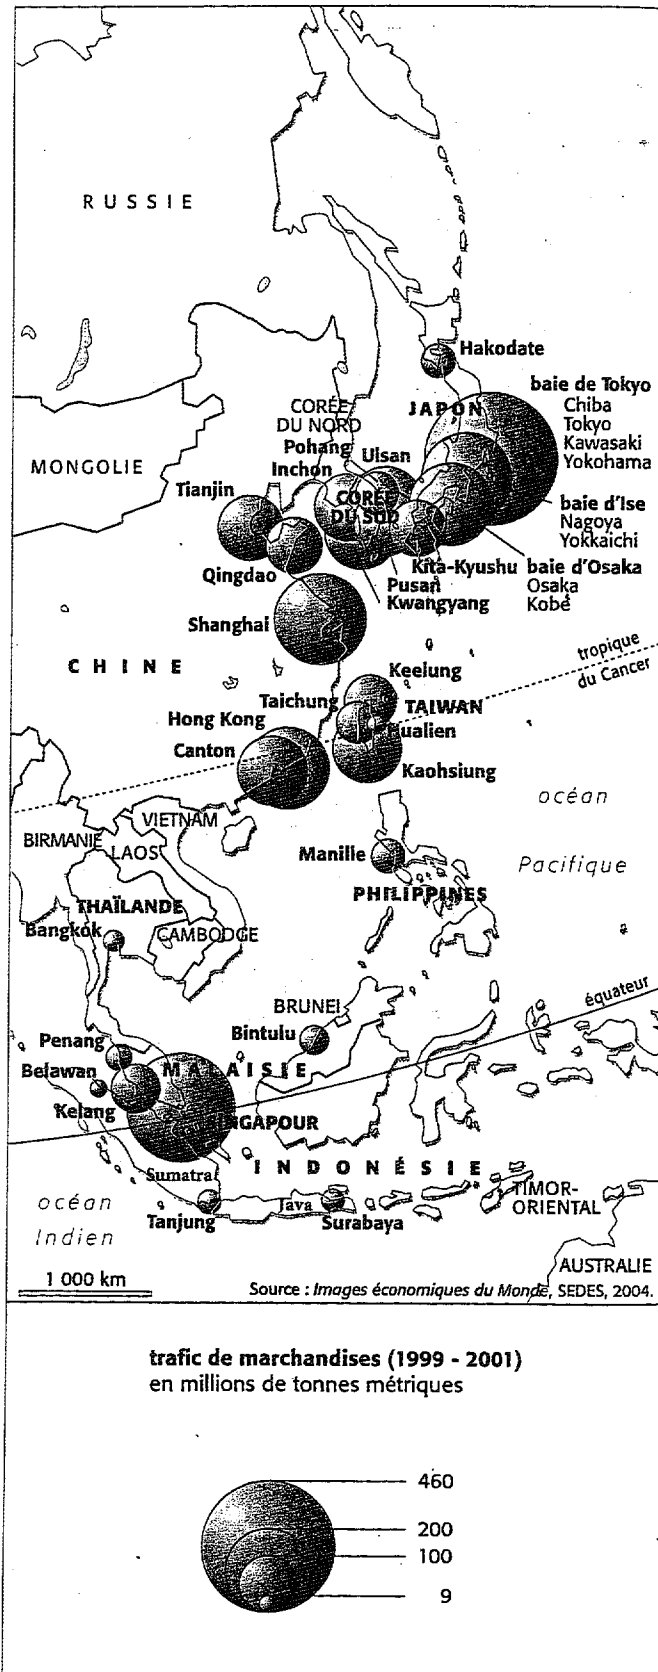 RUSSIE
Hakodate
baie de Tokyo
Chiba
Tokyo
Kawasaki
Yokohama
JAPON
CORÉE
DU NORD
Pohang
Ulsan
Inchon
MONGOLIE
Tianjin
CORÉE
DU SUD
baie d'Ise
Nagoya
Yokkaichi
Qingdao
Kita-Kyushu
baie d'Osaka
Osaka
Kobé
Pusan
Kwangyang
Shanghai
tropique
du Cancer
CHINE
Keelung
Taichung
TAIWAN
Hong Kong
Hualien
Canton
Kaohsiung
océan
Pacifique
VIETNAM
BIRMANIE
LAOS
Manille
THAÏLANDE
PHILIPPINES
Bangkok
CAMBODGE
équateur
BRUNEI
Bintulu
Penang
MALAISIE
Belawan
Kelang
SINGAPOUR
INDONÉSIE
Sumatra
océan
Indien
Tanjung
Java
Surabaya
TIMOR-
ORIENTAL
AUSTRALIE
1 000 km
Source : Images économiques du Monde, SEDES, 2004.
trafic de marchandises (1999 - 2001)
en millions de tonnes métriques
460
200
100
9